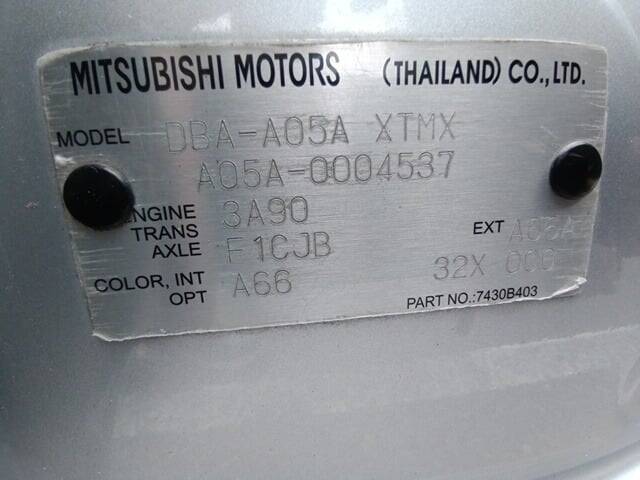 MITSUBISHI MOTORS (THAILAND) CO., LTD.
MODEL DBA-A05A XTMX
A05A-0004537
ENGINE 3A90
TRANS AXLE F1CJB EXT A05A
COLOR, INT OPT A66 32X 000
PART NO.:7430B403